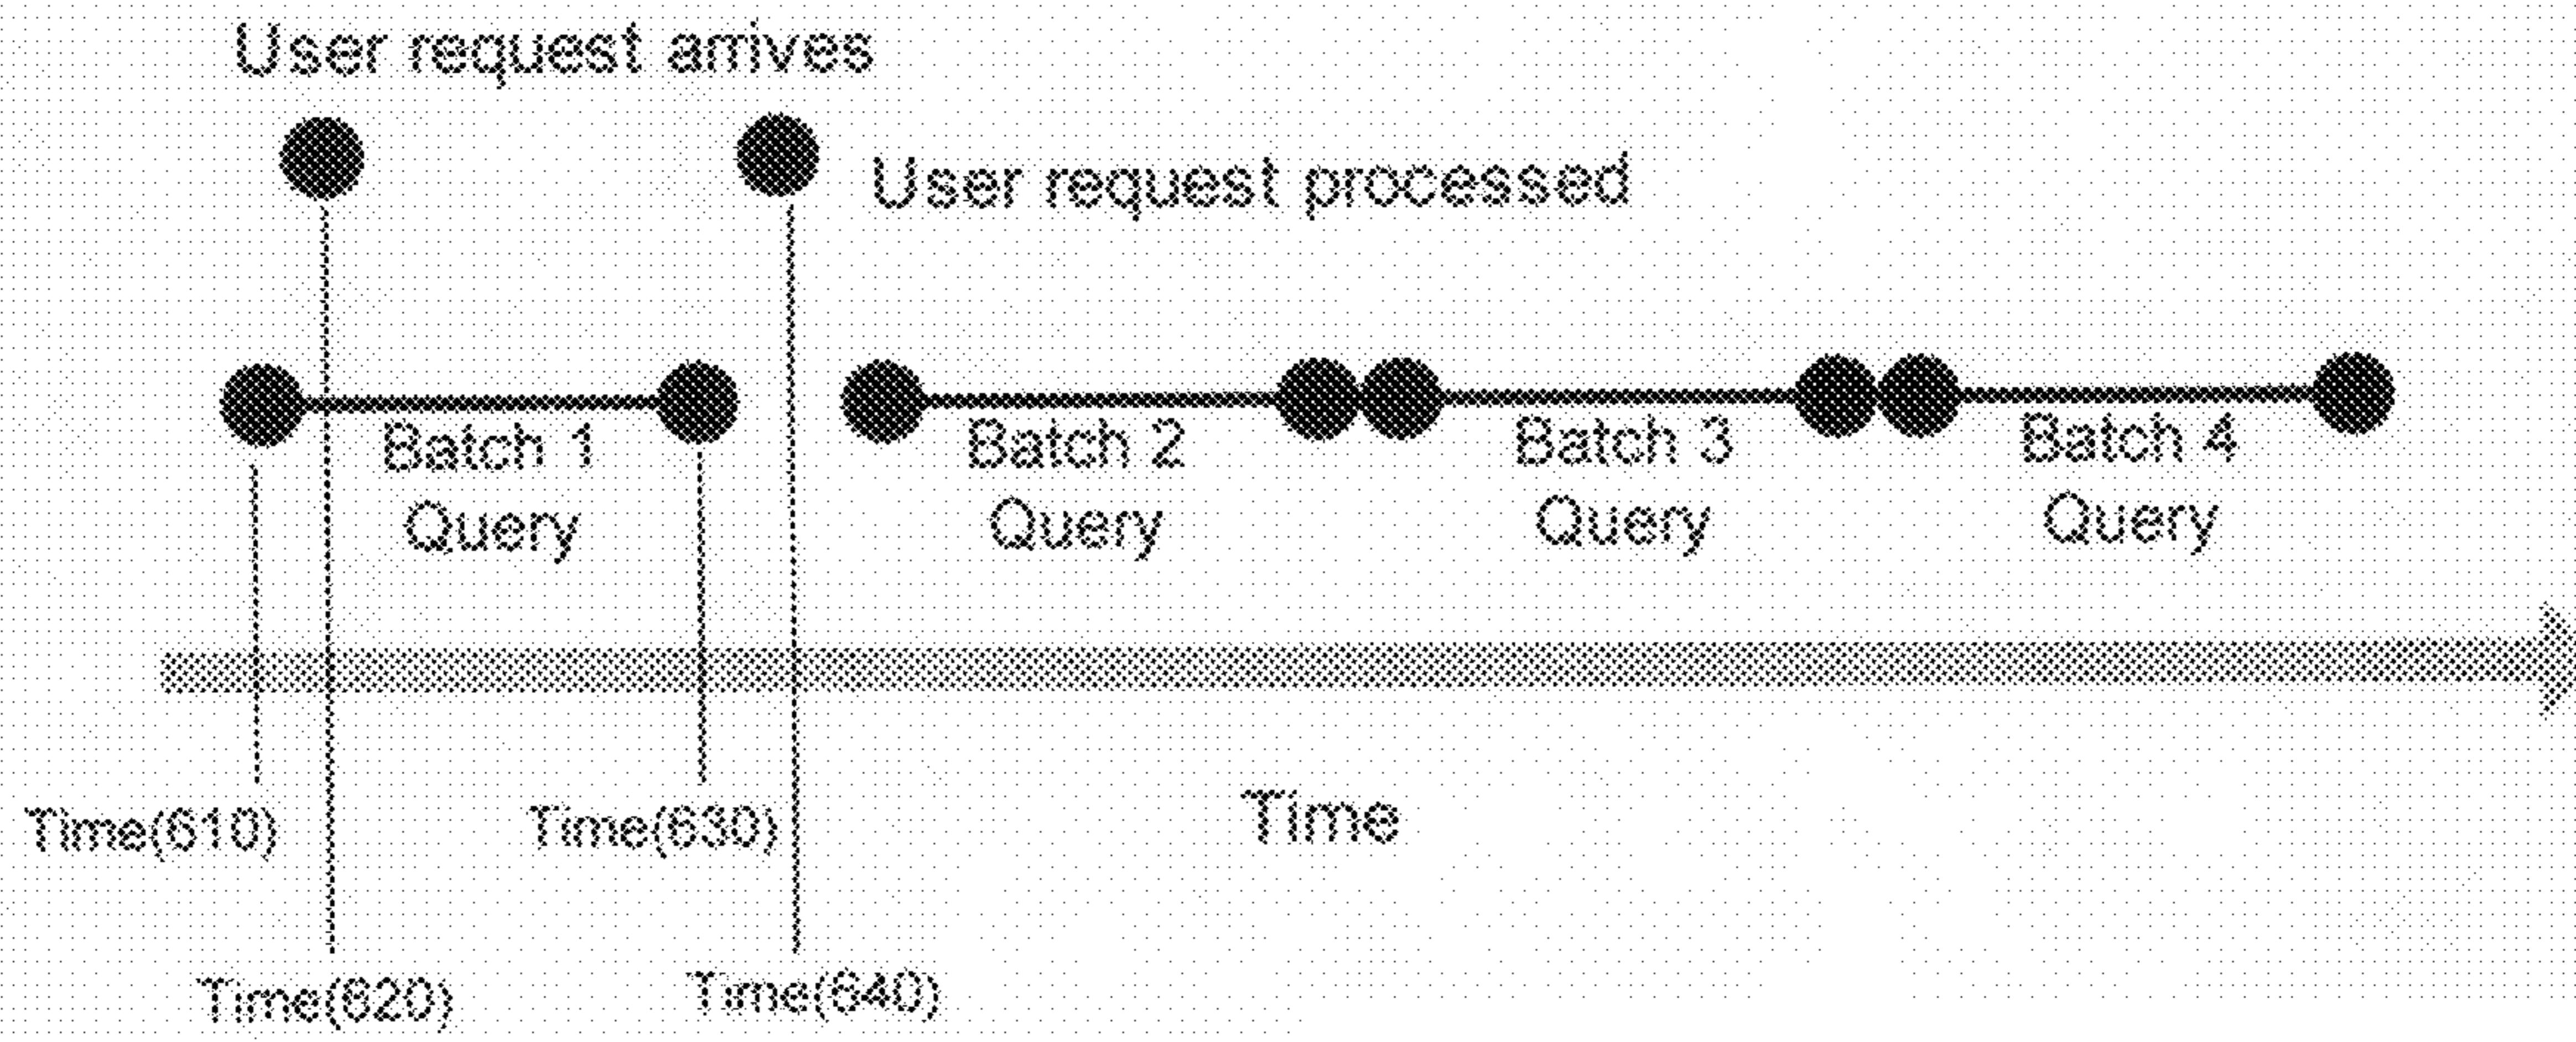 User request arrives
User request processed
Batch 1
Query
Batch 2
Query
Batch 3
Query
Batch 4
Query
Time(610)
Time(630)
Time
Time(620)
Time(640)